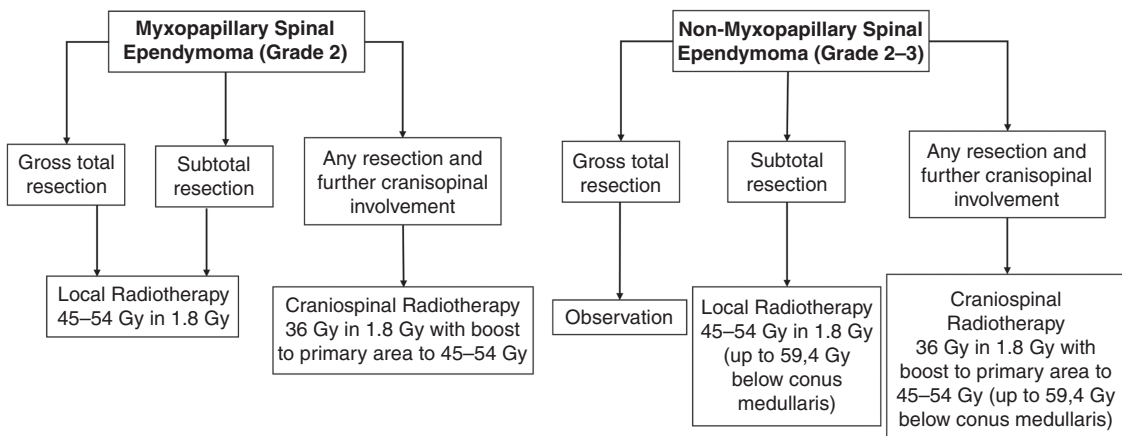 Myxopapillary Spinal
Ependymoma (Grade 2)
Gross total
resection
Subtotal
resection
Any resection and
further cranisopinal
involvement
Local Radiotherapy
45–54 Gy in 1.8 Gy
Craniospinal Radiotherapy
36 Gy in 1.8 Gy with boost
to primary area to 45–54 Gy
Non-Myxopapillary Spinal
Ependymoma (Grade 2–3)
Gross total
resection
Subtotal
resection
Any resection and
further cranisopinal
involvement
Observation
Local Radiotherapy
45–54 Gy in 1.8 Gy
(up to 59,4 Gy
below conus
medullaris)
Craniospinal
Radiotherapy
36 Gy in 1.8 Gy with
boost to primary area to
45–54 Gy (up to 59,4 Gy
below conus medullaris)